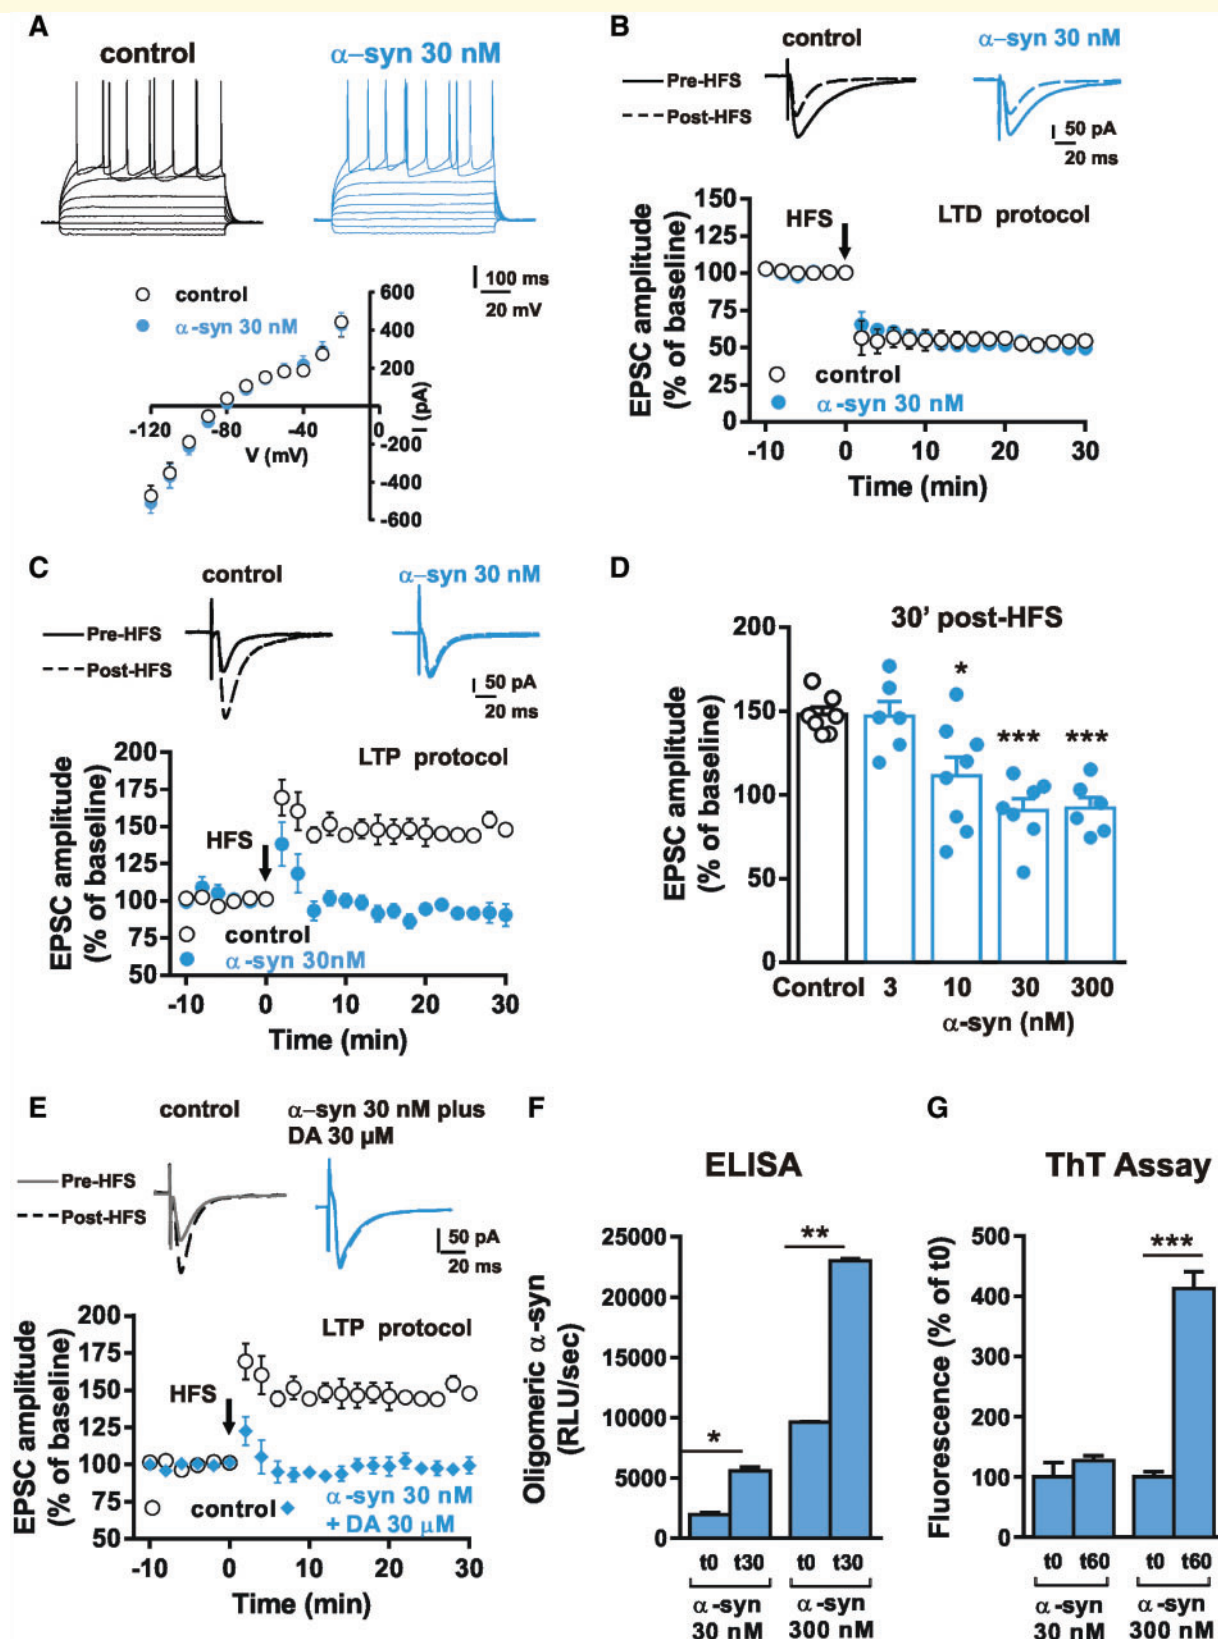 A
control
α–syn 30 nM
100 ms
20 mV
control
α-syn 30 nM
600
400
200
-200
-400
-600
-120
-80
-40
0
V (mV)
I (pA)
B
control
α–syn 30 nM
Pre-HFS
Post-HFS
50 pA
20 ms
EPSC amplitude
(% of baseline)
150
125
100
75
50
25
0
HFS
LTD protocol
control
α-syn 30 nM
-10
0
10
20
30
Time (min)
C
control
α–syn 30 nM
Pre-HFS
Post-HFS
50 pA
20 ms
EPSC amplitude
(% of baseline)
200
175
150
125
100
75
50
LTP protocol
HFS
control
α-syn 30nM
-10
0
10
20
30
Time (min)
D
30' post-HFS
EPSC amplitude
(% of baseline)
200
150
100
50
0
*
***
***
Control
3
10
30
300
α-syn (nM)
E
control
α–syn 30 nM plus
DA 30 µM
Pre-HFS
Post-HFS
50 pA
20 ms
EPSC amplitude
(% of baseline)
200
175
150
125
100
75
50
LTP protocol
HFS
control
α-syn 30 nM
+ DA 30 µM
-10
0
10
20
30
Time (min)
F
ELISA
Oligomeric α-syn
(RLU/sec)
25000
20000
15000
10000
5000
0
*
**
t0
t30
t0
t30
α-syn
30 nM
α-syn
300 nM
G
ThT Assay
Fluorescence (% of t0)
500
400
300
200
100
0
***
t0
t60
t0
t60
α-syn
30 nM
α-syn
300 nM